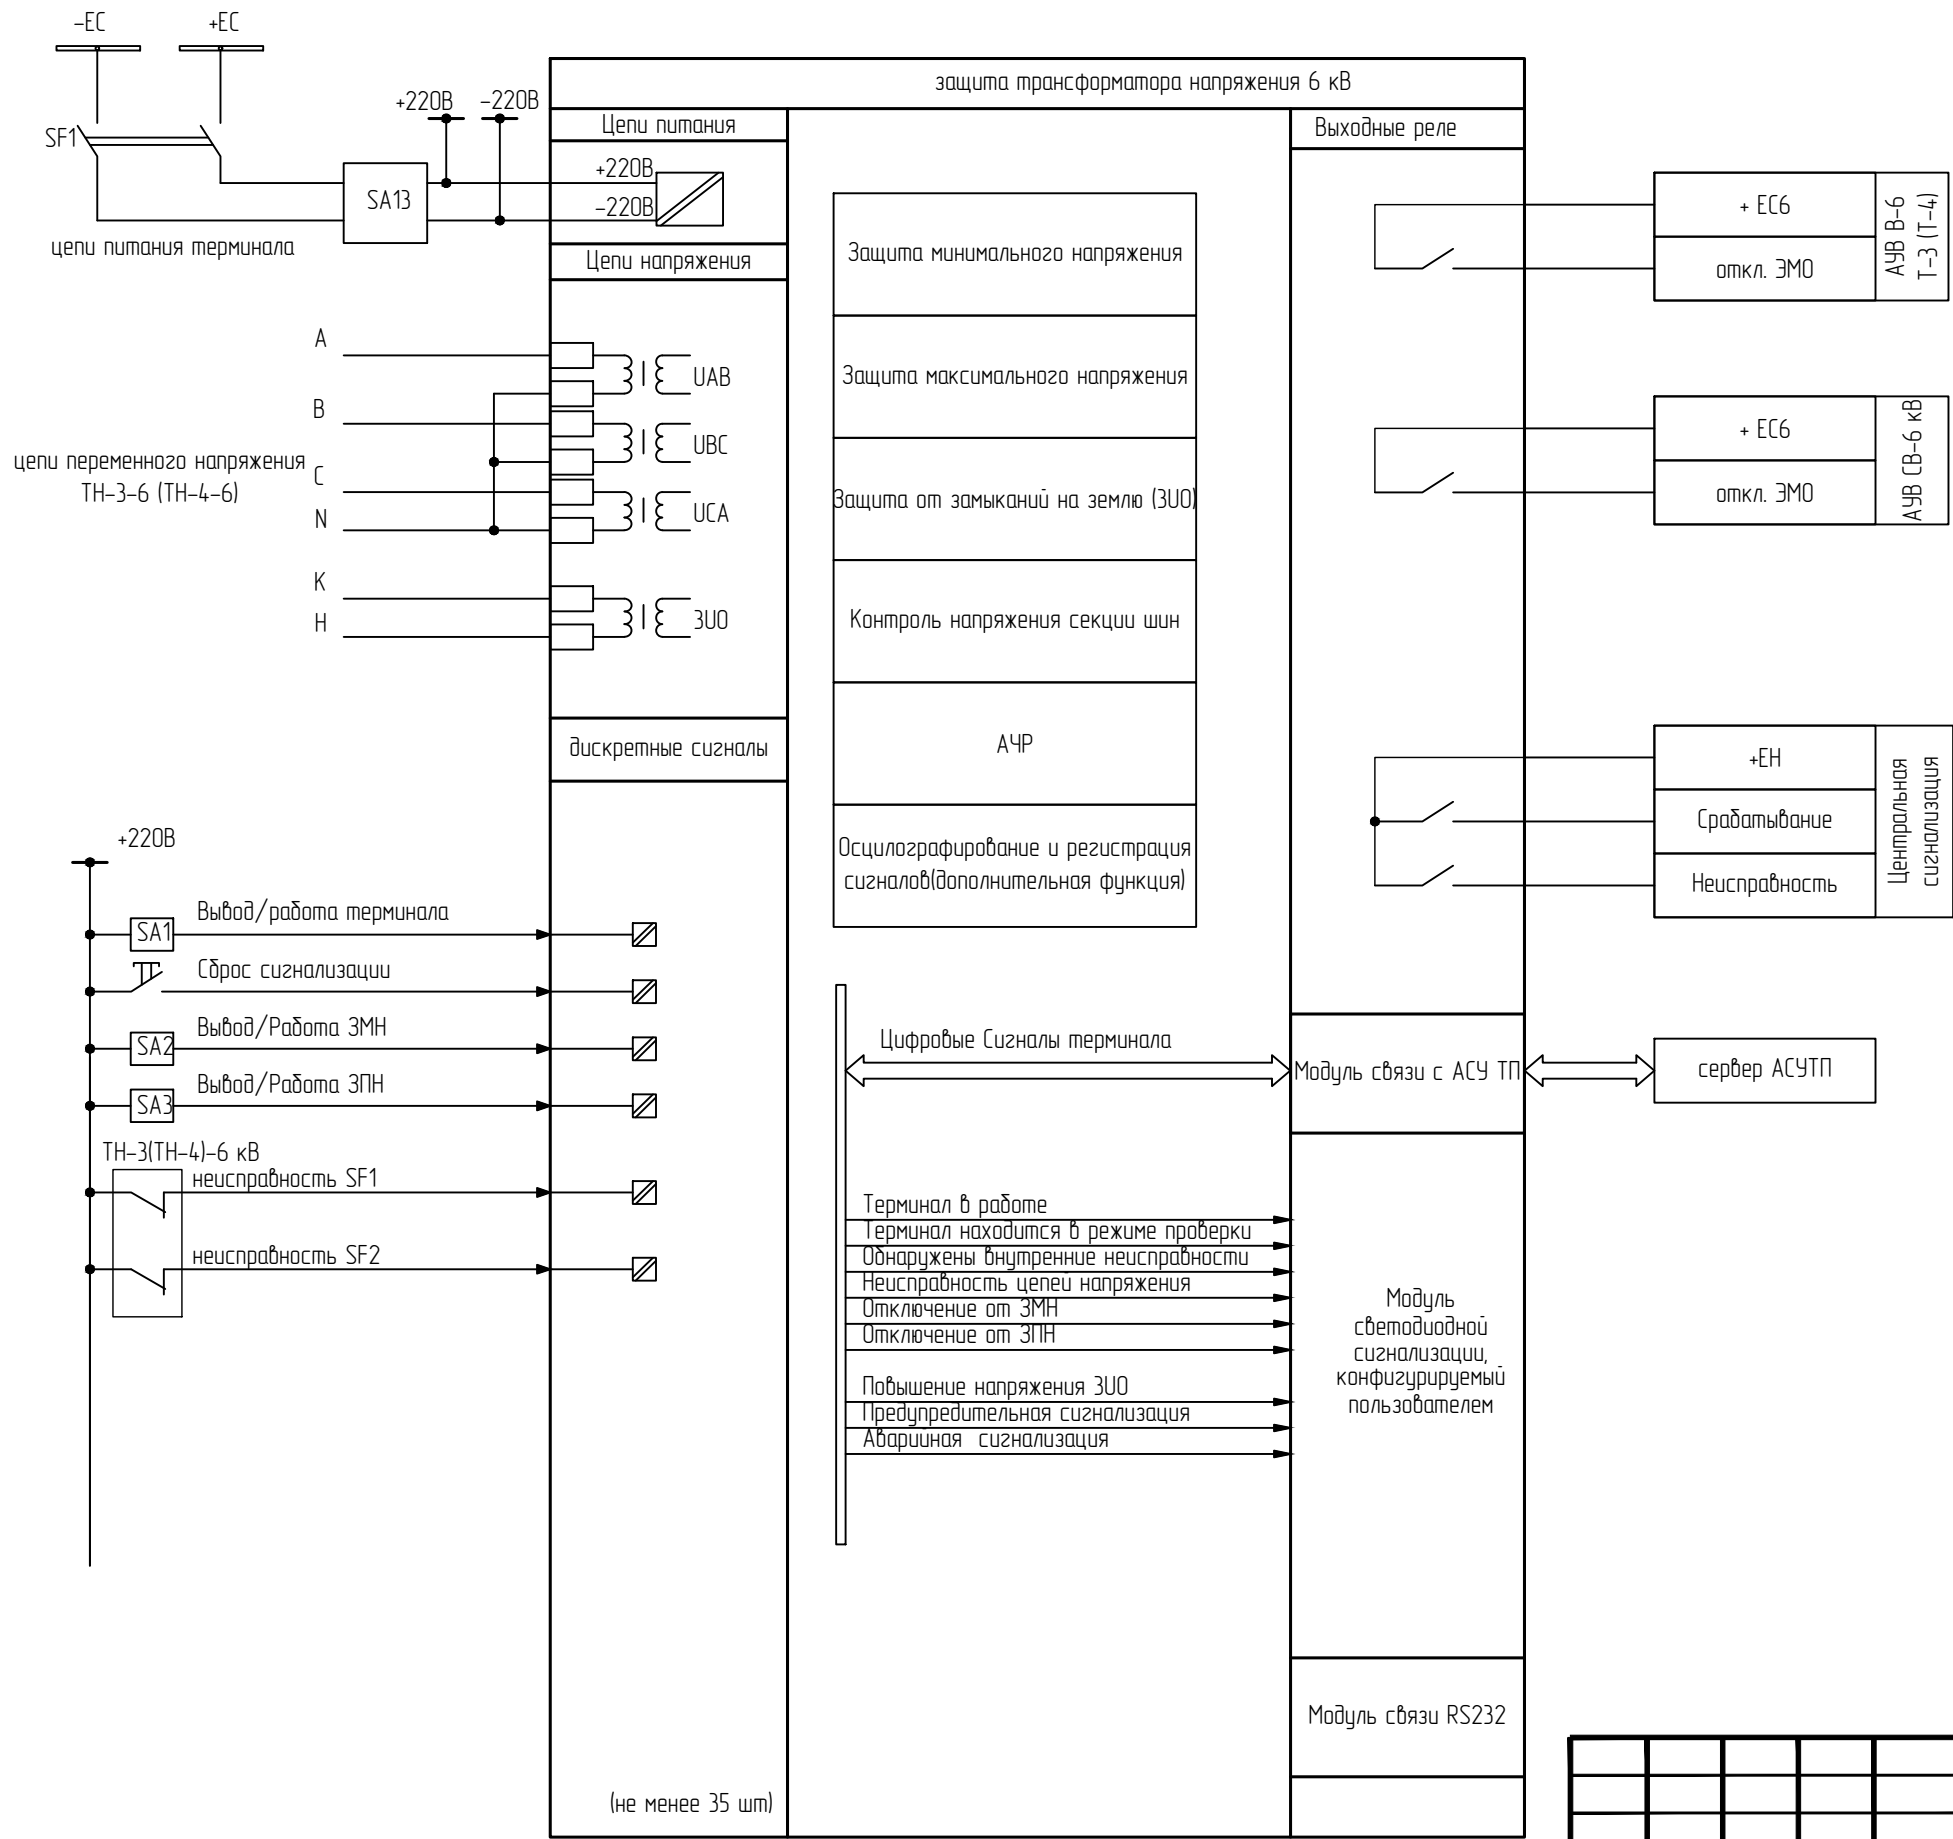 -ЕС
+ЕС
SF1
+220В
-220В
SA13
цепи питания терминала
защита трансформатора напряжения 6 кВ
Цепи питания
+220В
-220В
Цепи напряжения
A
B
C
N
K
H
цепи переменного напряжения
ТН-3-6 (ТН-4-6)
UAB
UBC
UCA
3U0
дискретные сигналы
+220В
SA1
Вывод/работа терминала
Сброс сигнализации
SA2
Вывод/Работа ЗМН
SA3
Вывод/Работа ЗПН
ТН-3(ТН-4)-6 кВ
неисправность SF1
неисправность SF2
(не менее 35 шт)
Защита минимального напряжения
Защита максимального напряжения
Защита от замыканий на землю (3U0)
Контроль напряжения секции шин
АЧР
Осцилографирование и регистрация
сигналов(дополнительная функция)
Цифровые Сигналы терминала
Терминал в работе
Терминал находится в режиме проверки
Обнаружены внутренние неисправности
Неисправность цепей напряжения
Отключение от ЗМН
Отключение от ЗПН
Повышение напряжения 3U0
Предупредительная сигнализация
Аварийная сигнализация
Выходные реле
Модуль связи с АСУ ТП
Модуль
светодиодной
сигнализации,
конфигурируемый
пользователем
Модуль связи RS232
+ ЕС6
откл. ЭМО
АУВ В-6
Т-3 (Т-4)
+ ЕС6
откл. ЭМО
АУВ СВ-6 кВ
+ЕН
Срабатывание
Неисправность
Центральная
сигнализация
сервер АСУТП